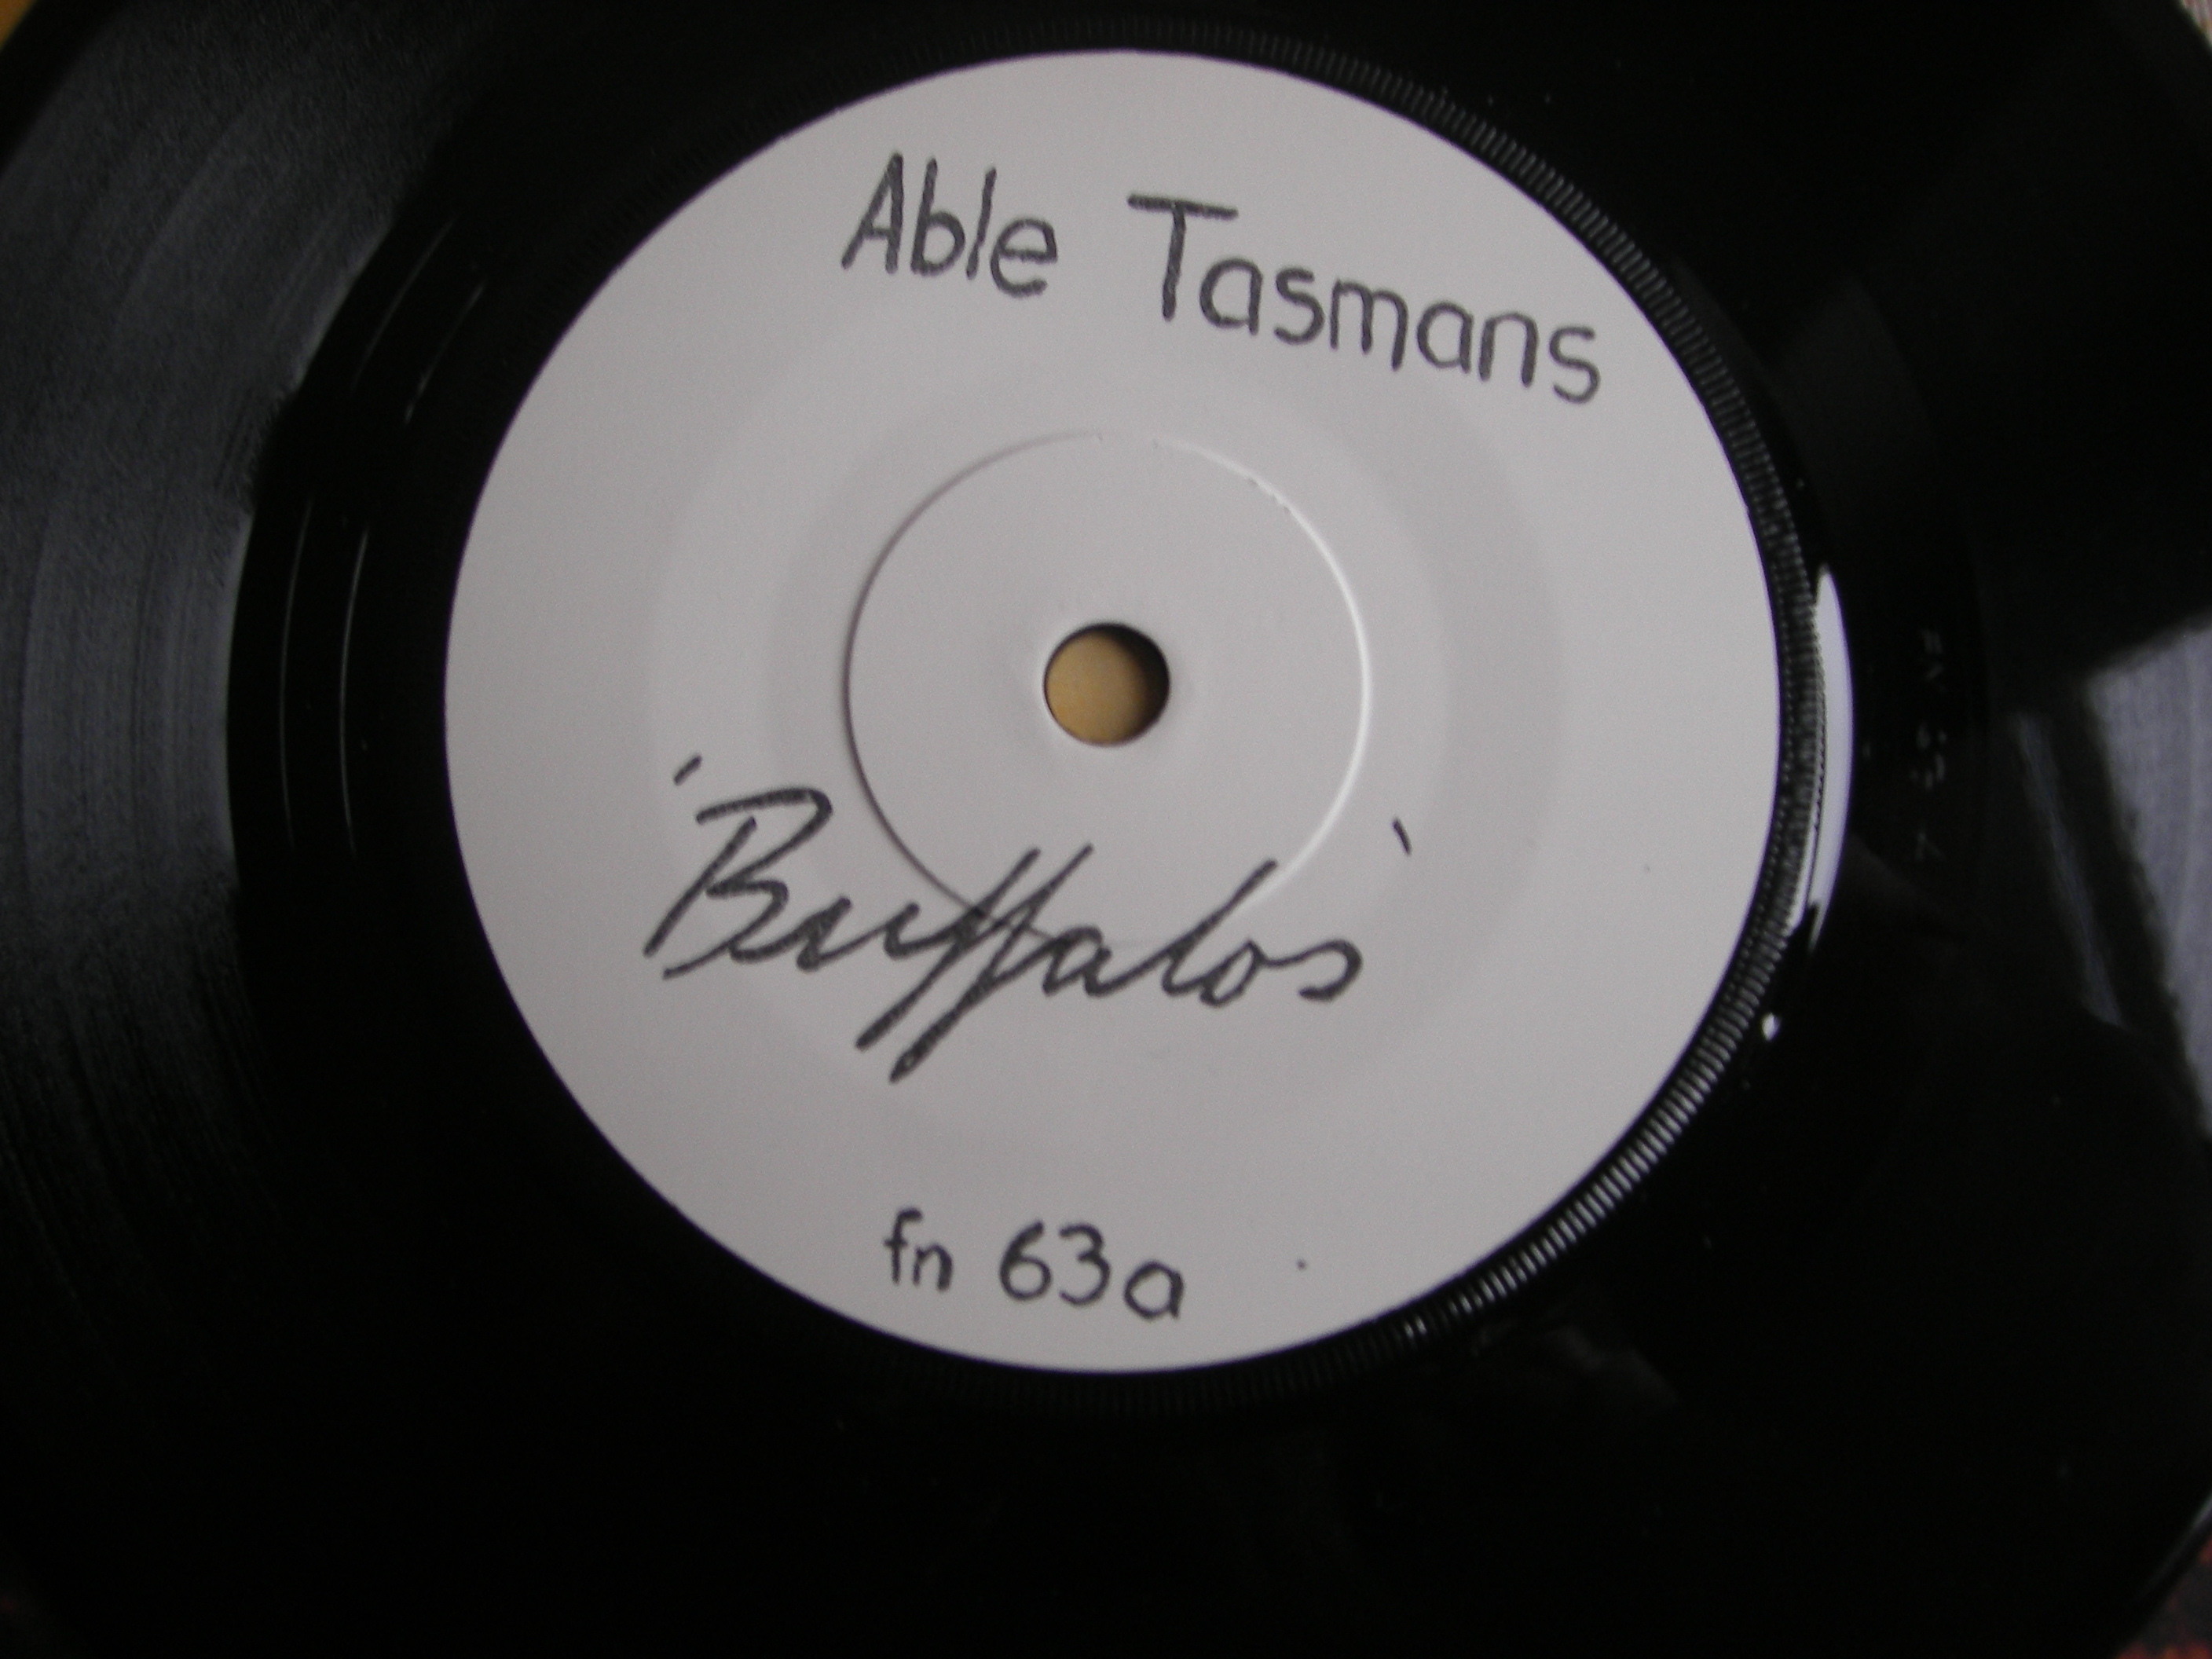 Able Tasmans
'Buffalos'
fn 63a